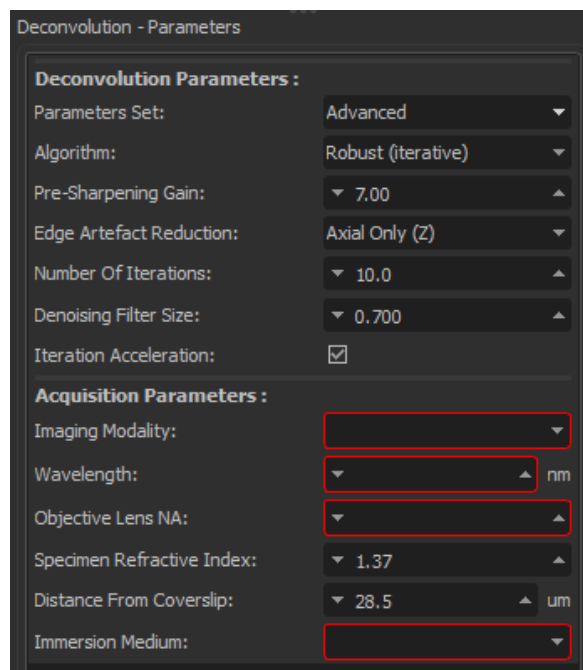 Deconvolution - Parameters
Deconvolution Parameters :
Parameters Set: Advanced
Algorithm: Robust (iterative)
Pre-Sharpening Gain: 7.00
Edge Artefact Reduction: Axial Only (Z)
Number Of Iterations: 10.0
Denoising Filter Size: 0.700
Iteration Acceleration:
Acquisition Parameters :
Imaging Modality:
Wavelength: nm
Objective Lens NA:
Specimen Refractive Index: 1.37
Distance From Coverslip: 28.5 um
Immersion Medium: